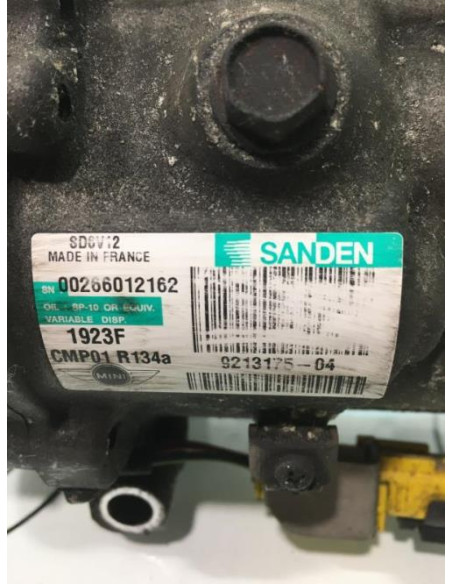 SD6V12
MADE IN FRANCE
SANDEN
SN 00266012162
OIL : SP-10 OR EQUIV.
VARIABLE DISP.
1923F
CMP01 R134a
9213175-04
MINI